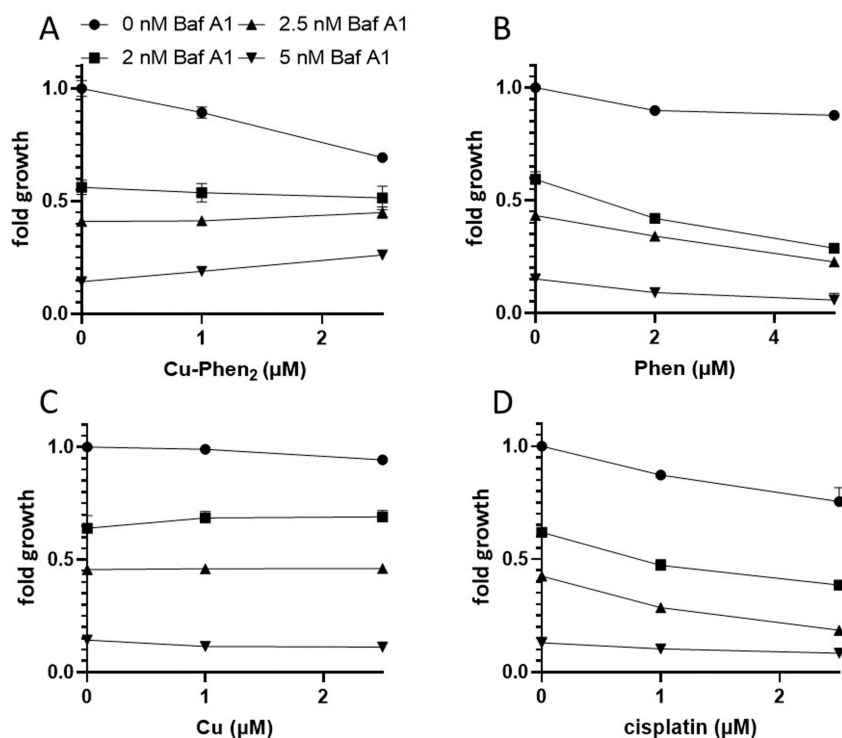 A
0 nM Baf A1 2.5 nM Baf A1
2 nM Baf A1 5 nM Baf A1
1.0
0.5
0.0
fold growth
0 1 2
Cu-Phen₂ (µM)
B
1.0
0.5
0.0
fold growth
0 2 4
Phen (µM)
C
1.0
0.5
0.0
fold growth
0 1 2
Cu (µM)
D
1.0
0.5
0.0
fold growth
0 1 2
cisplatin (µM)